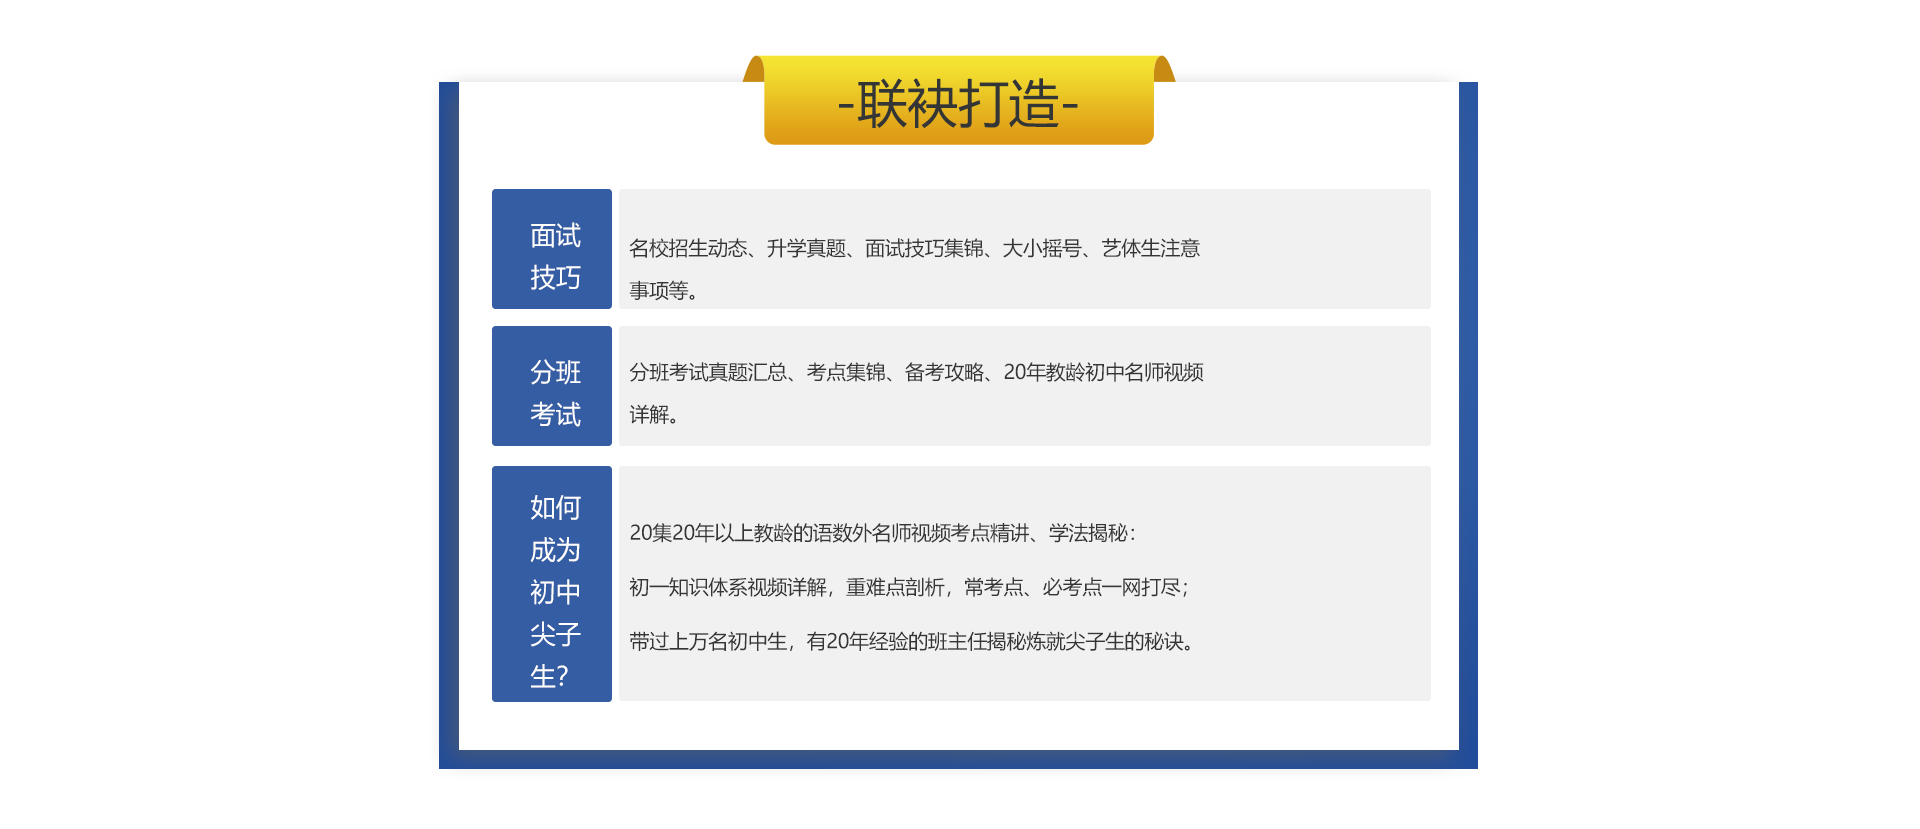 -联袂打造-
面试
技巧
名校招生动态、升学真题、面试技巧集锦、大小摇号、艺体生注意
事项等。
分班
考试
分班考试真题汇总、考点集锦、备考攻略、20年教龄初中名师视频
详解。
如何
成为
初中
尖子
生？
20集20年以上教龄的语数外名师视频考点精讲、学法揭秘：
初一知识体系视频详解，重难点剖析，常考点、必考点一网打尽；
带过上万名初中生，有20年经验的班主任揭秘炼就尖子生的秘诀。